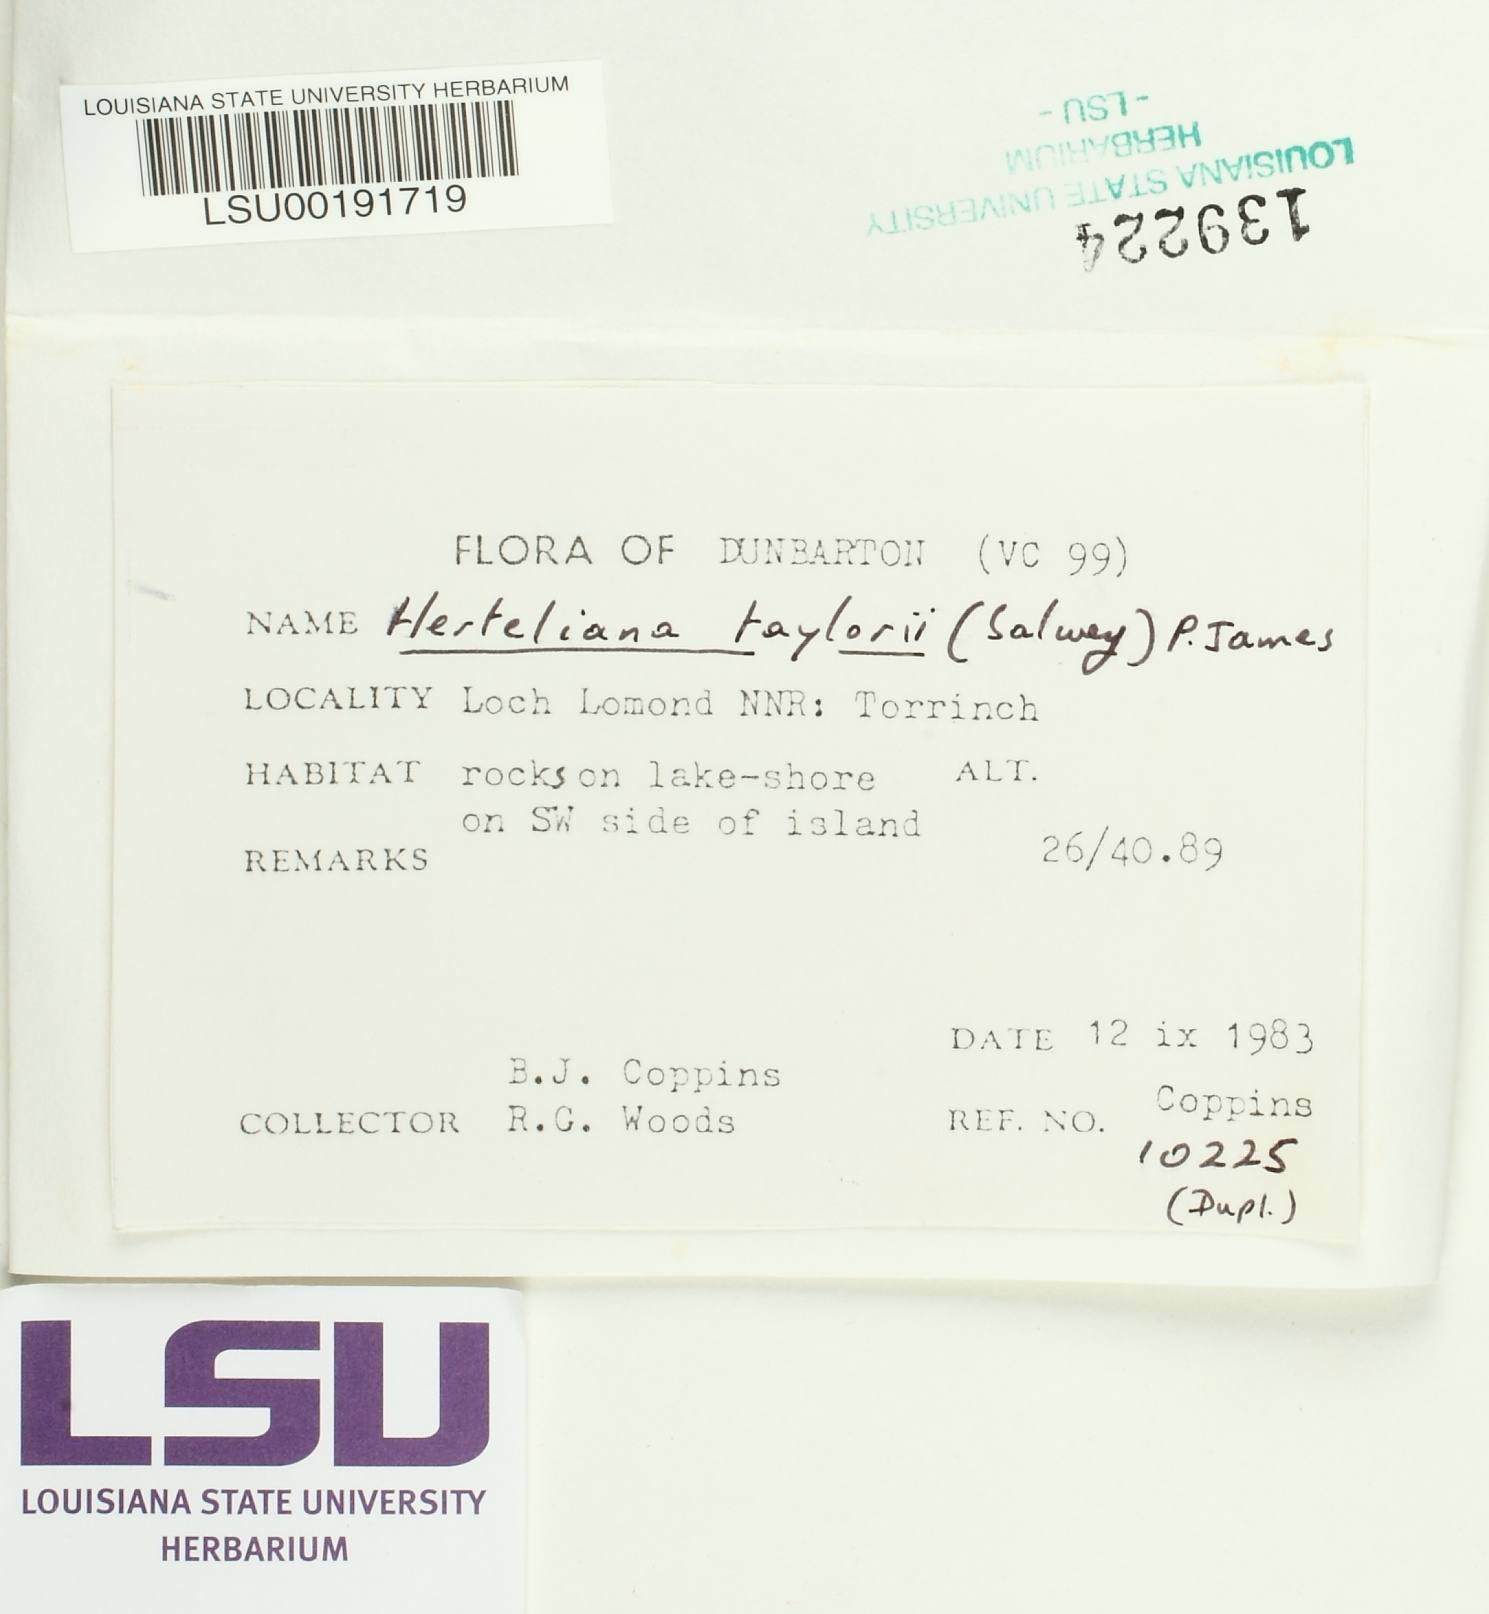 LOUISIANA STATE UNIVERSITY HERBARIUM
LSU00191719
LOUISIANA STATE UNIVERSITY
HERBARIUM
- LSU -
139224
FLORA OF DUNBARTON (VC 99)
NAME Herteliana taylorii (Salwey) P. James
LOCALITY Loch Lomond NNR: Torrinch
HABITAT rocks on lake-shore ALT.
on SW side of island
REMARKS 26/40.89
DATE 12 ix 1983
B.J. Coppins
COLLECTOR R.G. Woods
REF. NO. Coppins
10225
(Dupl.)
LSU
LOUISIANA STATE UNIVERSITY
HERBARIUM